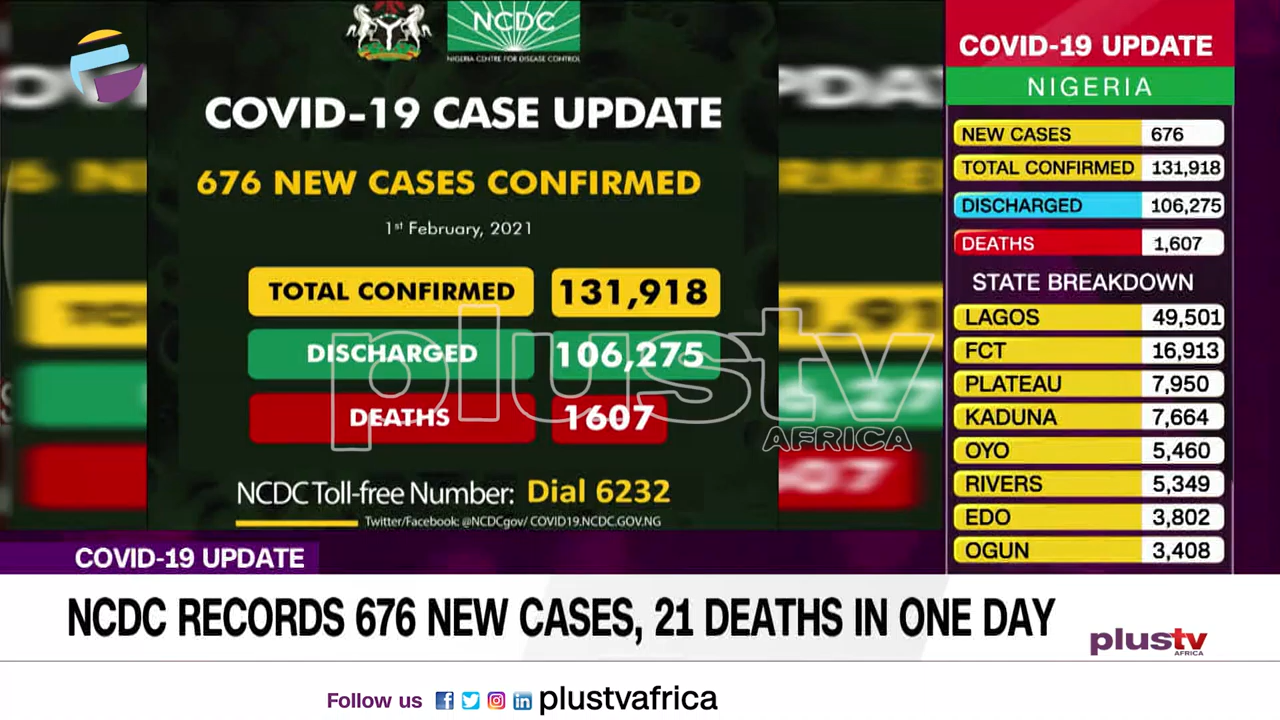 NCDC
NIGERIA CENTRE FOR DISEASE CONTROL
COVID-19 CASE UPDATE
676 NEW CASES CONFIRMED
1st February, 2021
TOTAL CONFIRMED 131,918
DISCHARGED 106,275
DEATHS 1607
NCDC Toll-free Number: Dial 6232
Twitter/Facebook: @NCDCgov/ COVID19.NCDC.GOV.NG
plustv
AFRICA
COVID-19 UPDATE
NIGERIA
NEW CASES 676
TOTAL CONFIRMED 131,918
DISCHARGED 106,275
DEATHS 1,607
STATE BREAKDOWN
LAGOS 49,501
FCT 16,913
PLATEAU 7,950
KADUNA 7,664
OYO 5,460
RIVERS 5,349
EDO 3,802
OGUN 3,408
COVID-19 UPDATE
NCDC RECORDS 676 NEW CASES, 21 DEATHS IN ONE DAY
plustv
AFRICA
Follow us plustvafrica